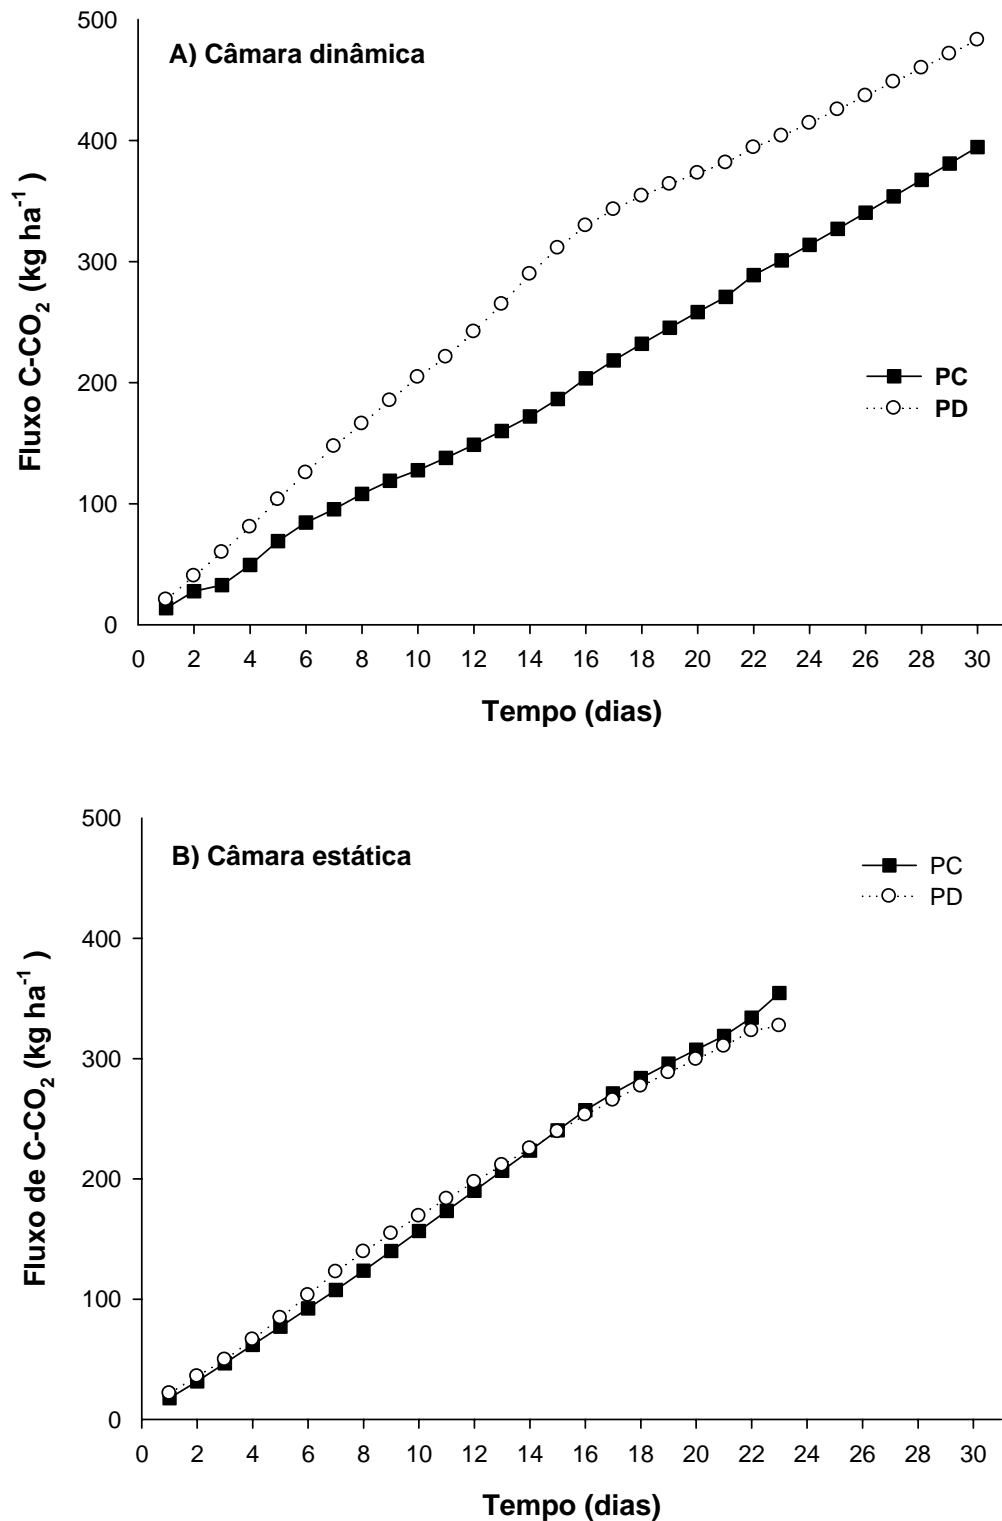 A) Câmara dinâmica
Fluxo C-CO2 (kg ha-1 )
500
400
300
200
100
0
PC
PD
0 2 4 6 8 10 12 14 16 18 20 22 24 26 28 30
Tempo (dias)
B) Câmara estática
Fluxo de C-CO2 (kg ha-1 )
500
400
300
200
100
0
PC
PD
0 2 4 6 8 10 12 14 16 18 20 22 24 26 28 30
Tempo (dias)